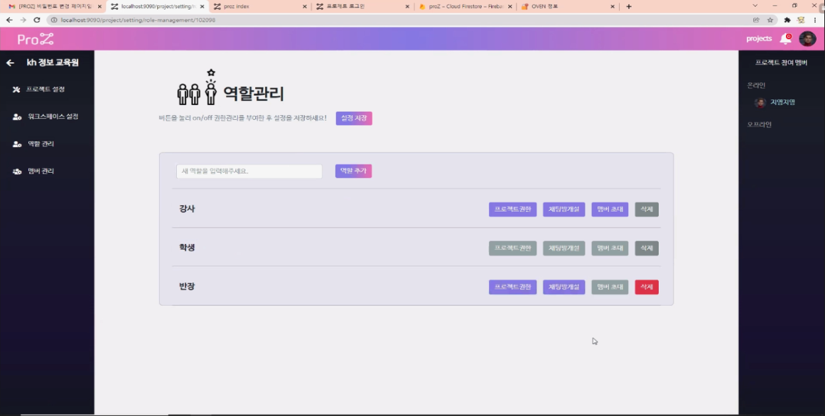 [PROZ] 비밀번호 변경 페이지입
localhost:9090/project/setting/
proz index
프로젝트 로그인
proZ – Cloud Firestore – Fireba
OVEN 정보
localhost:9090/project/setting/role-management/102098
ProZ
projects
kh 정보 교육원
프로젝트 설정
워크스페이스 설정
역할 관리
멤버 관리
역할관리
버튼을 눌러 on/off 권한관리를 부여한 후 설정을 저장하세요!
설정 저장
새 역할을 입력해주세요.
역할 추가
강사 프로젝트권한 채팅방개설 멤버 초대 삭제
학생 프로젝트권한 채팅방개설 멤버 초대 삭제
반장 프로젝트권한 채팅방개설 멤버 초대 삭제
프로젝트 참여 멤버
온라인
지영지영
오프라인